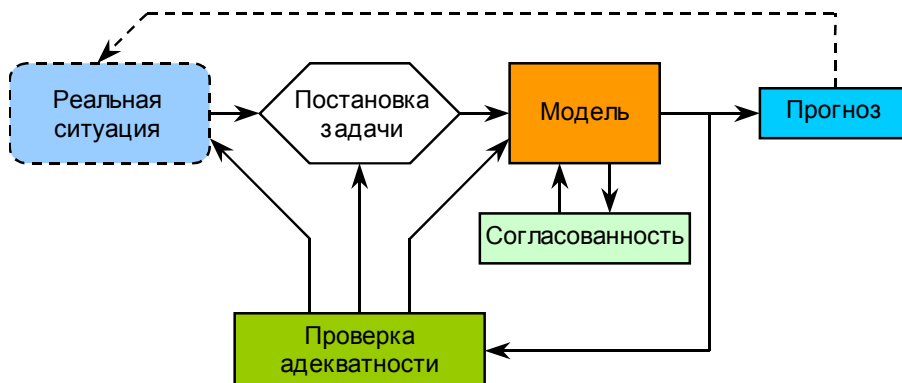 Реальная
ситуация
Постановка
задачи
Модель
Прогноз
Согласованность
Проверка
адекватности